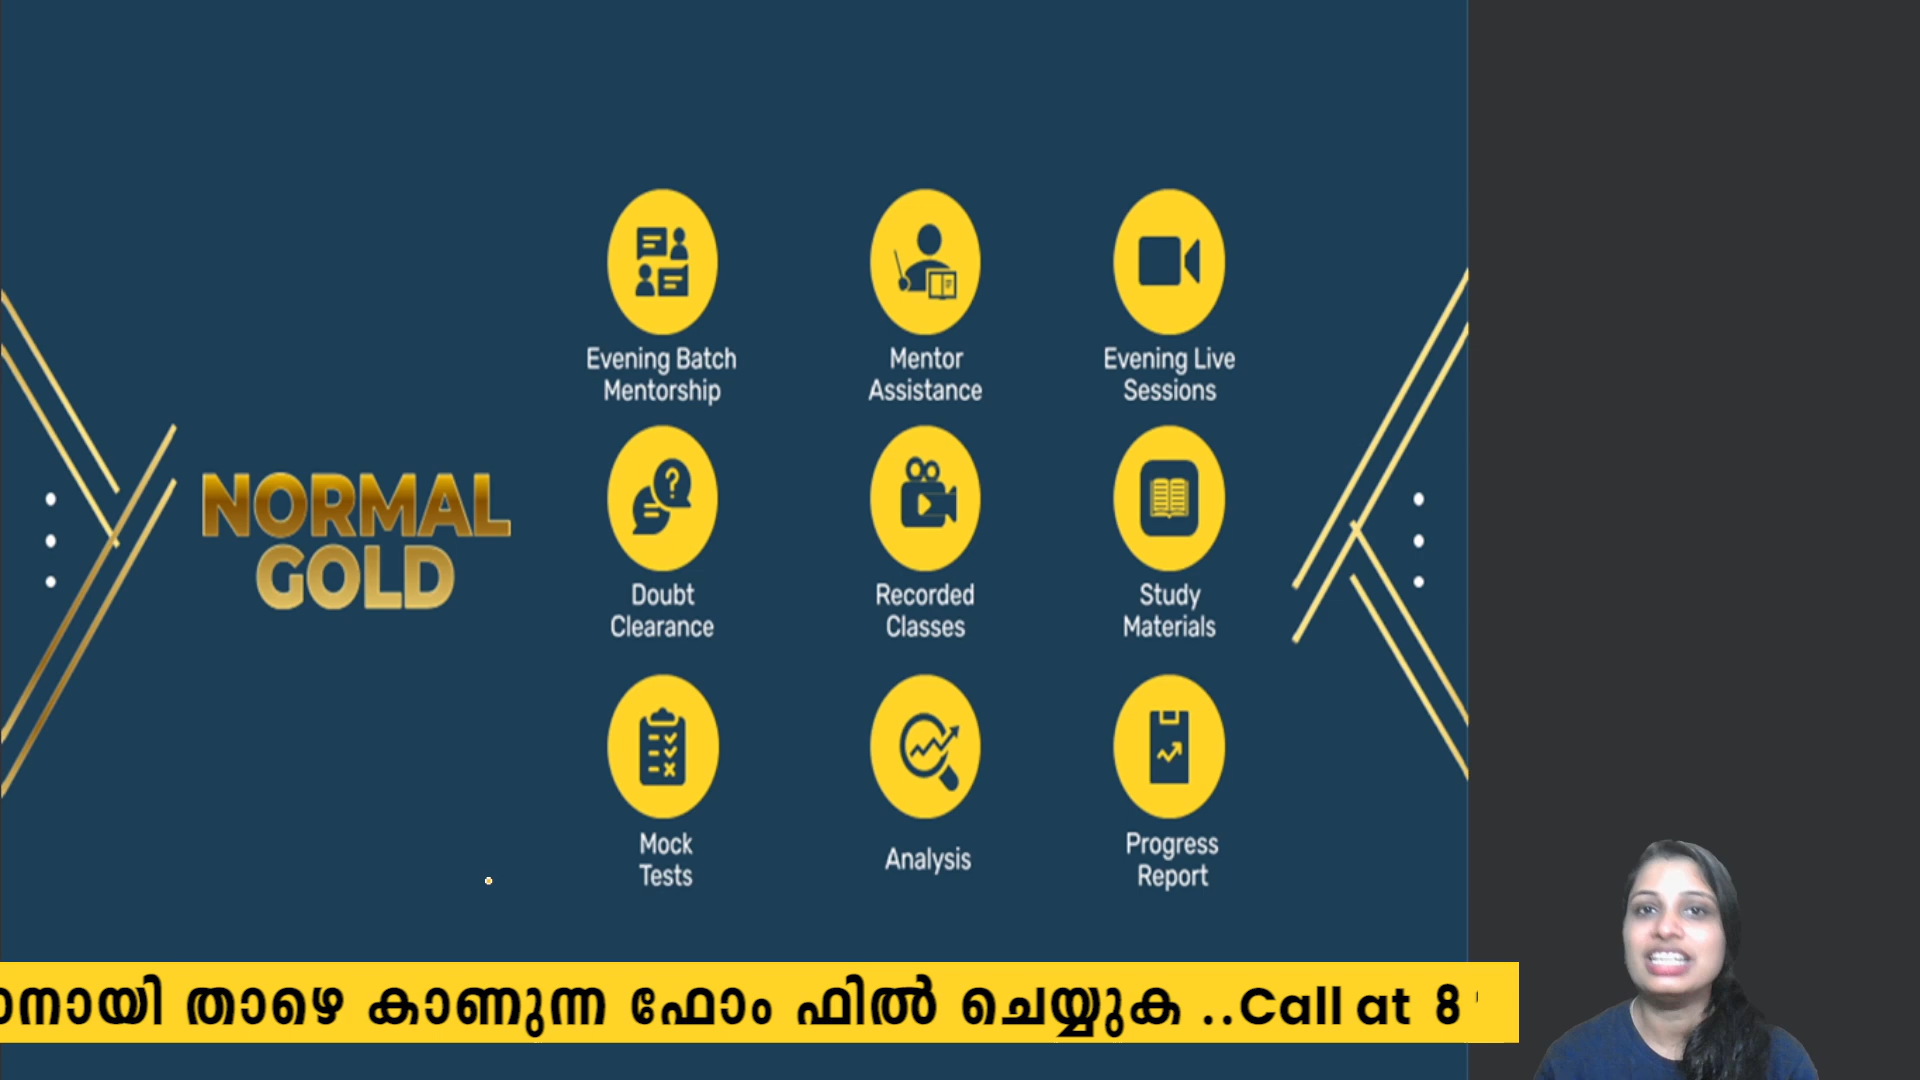 NORMAL
GOLD
Evening Batch
Mentorship
Mentor
Assistance
Evening Live
Sessions
Doubt
Clearance
Recorded
Classes
Study
Materials
Mock
Tests
Analysis
Progress
Report
താഴെ കാണുന്ന ഫോം ഫിൽ ചെയ്യുക ..Call at 8